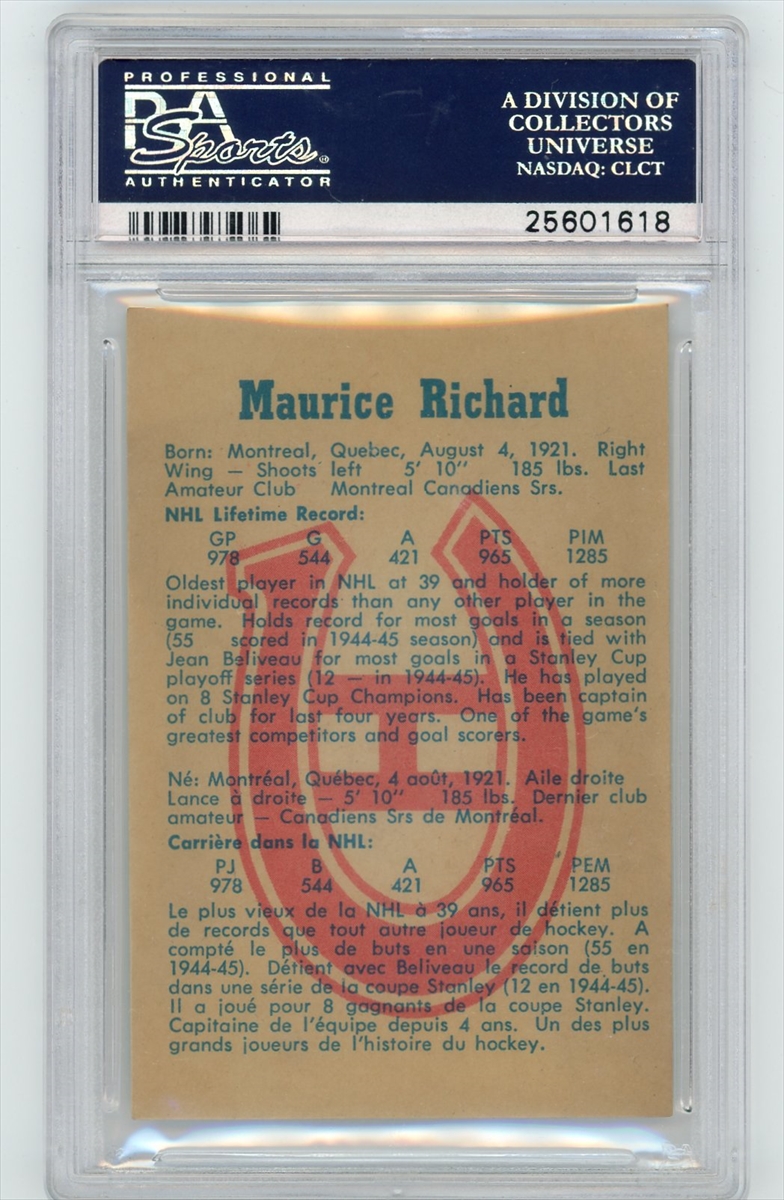 PROFESSIONAL
PSA
Sports®
AUTHENTICATOR
A DIVISION OF
COLLECTORS
UNIVERSE
NASDAQ: CLCT
25601618
Maurice Richard
Born: Montreal, Quebec, August 4, 1921. Right
Wing — Shoots left 5' 10" 185 lbs. Last
Amateur Club Montreal Canadiens Srs.
NHL Lifetime Record:
GP G A PTS PIM
978 544 421 965 1285
Oldest player in NHL at 39 and holder of more
individual records than any other player in the
game. Holds record for most goals in a season
(55 scored in 1944-45 season) and is tied with
Jean Beliveau for most goals in a Stanley Cup
playoff series (12 — in 1944-45). He has played
on 8 Stanley Cup Champions. Has been captain
of club for last four years. One of the game's
greatest competitors and goal scorers.
Né: Montréal, Québec, 4 août, 1921. Aile droite
Lance à droite — 5' 10" 185 lbs. Dernier club
amateur — Canadiens Srs de Montréal.
Carrière dans la NHL:
PJ B A PTS PEM
978 544 421 965 1285
Le plus vieux de la NHL à 39 ans, il détient plus
de records que tout autre joueur de hockey. A
compté le plus de buts en une saison (55 en
1944-45). Détient avec Beliveau le record de buts
dans une série de la coupe Stanley (12 en 1944-45).
Il a joué pour 8 gagnants de la coupe Stanley.
Capitaine de l'équipe depuis 4 ans. Un des plus
grands joueurs de l'histoire du hockey.